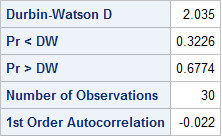 Durbin-Watson D 2.035
Pr < DW 0.3226
Pr > DW 0.6774
Number of Observations 30
1st Order Autocorrelation -0.022